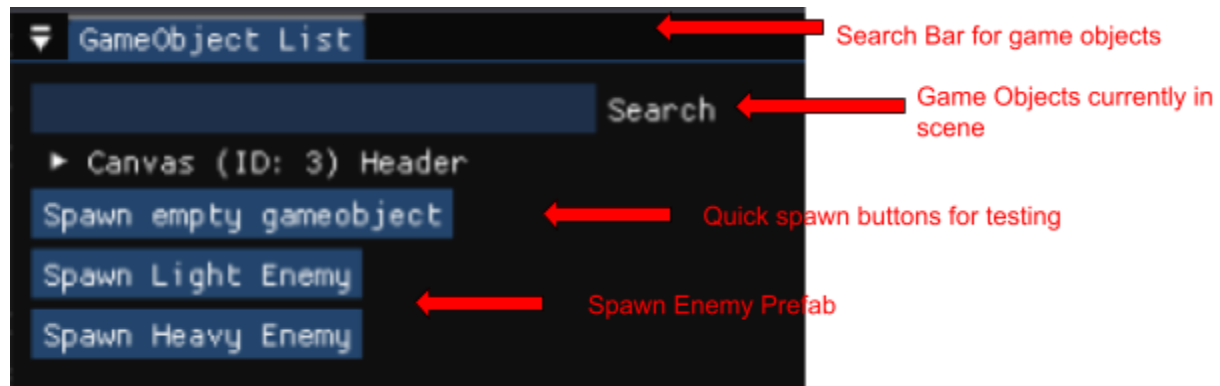 GameObject List
Search Bar for game objects
Search
Game Objects currently in
scene
Canvas (ID: 3) Header
Spawn empty gameobject
Quick spawn buttons for testing
Spawn Light Enemy
Spawn Enemy Prefab
Spawn Heavy Enemy